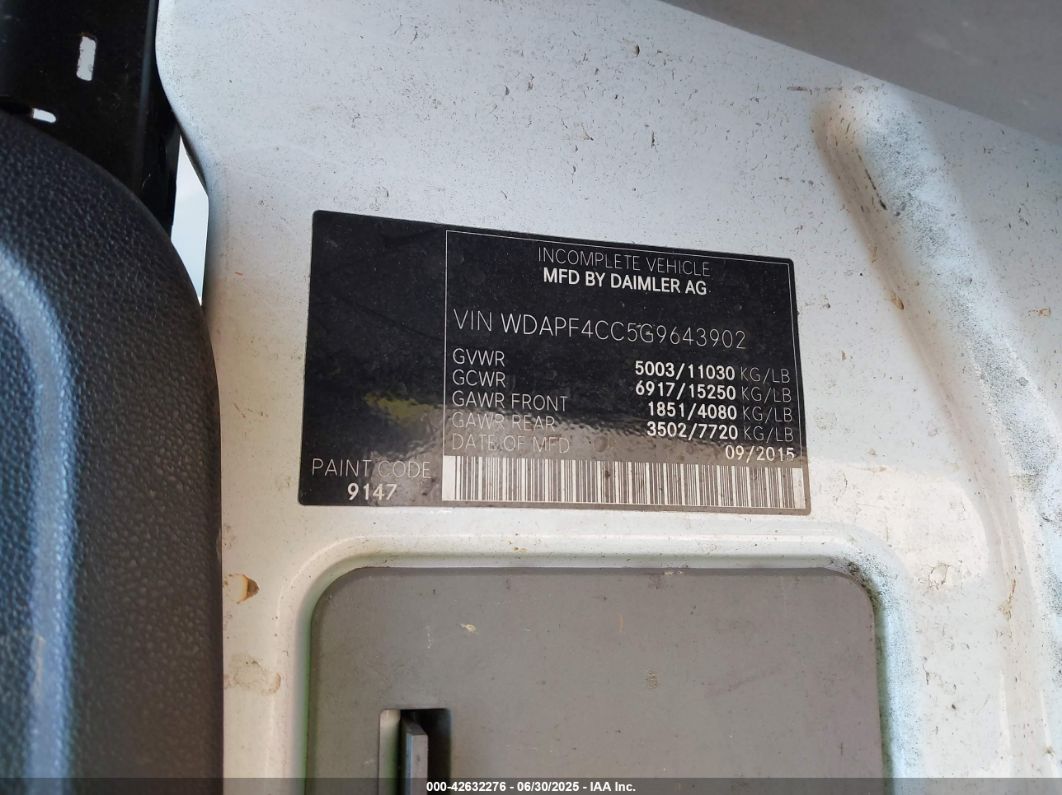 INCOMPLETE VEHICLE
MFD BY DAIMLER AG
VIN WDAPF4CC5G9643902
GVWR 5003/11030 KG/LB
GCWR 6917/15250 KG/LB
GAWR FRONT 1851/4080 KG/LB
GAWR REAR 3502/7720 KG/LB
DATE OF MFD 09/2015
PAINT CODE
9147
000-42632276 - 06/30/2025 - IAA Inc.